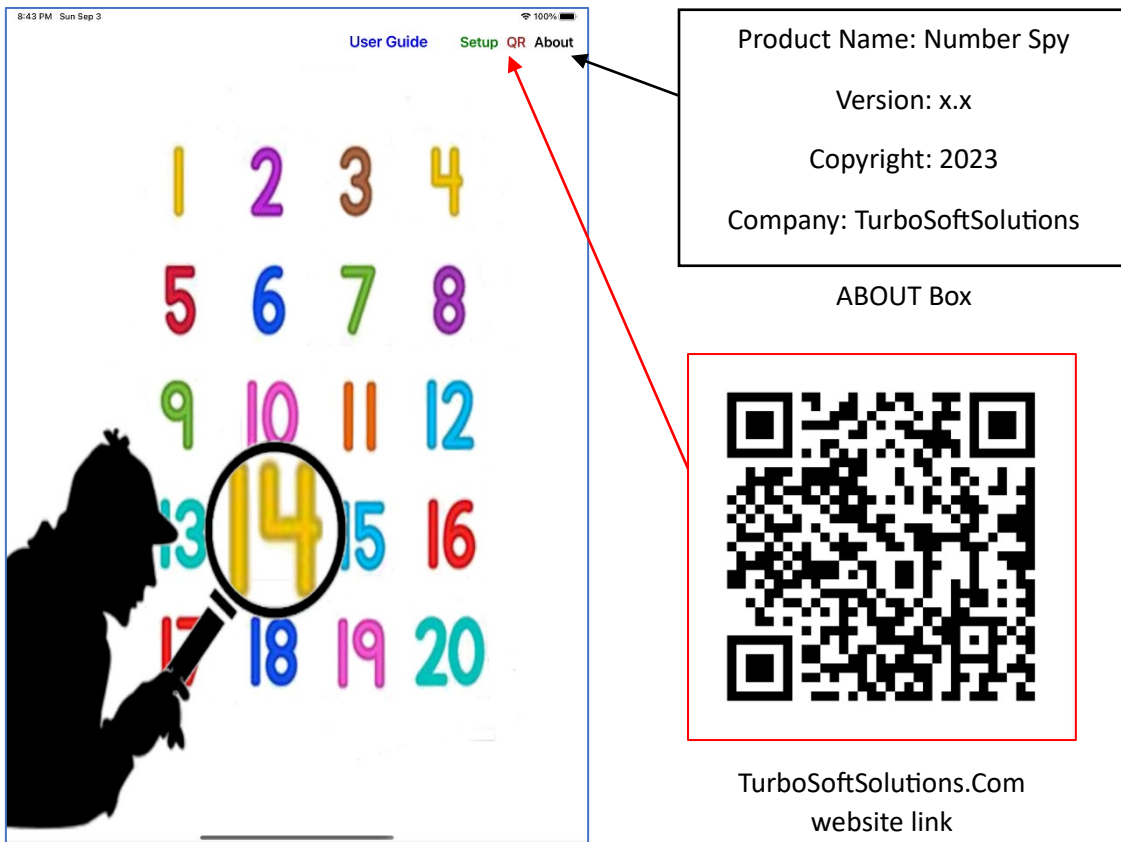 8:43 PM Sun Sep 3
100%
User Guide Setup QR About
1 2 3 4
5 6 7 8
9 10 11 12
13 14 15 16
17 18 19 20
Product Name: Number Spy
Version: x.x
Copyright: 2023
Company: TurboSoftSolutions
ABOUT Box
TurboSoftSolutions.Com
website link